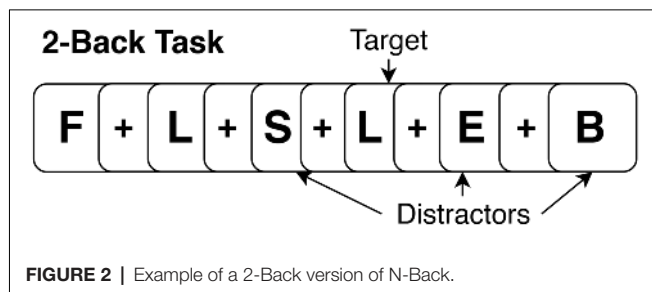 2-Back Task
Target
F + L + S + L + E + B
Distractors
FIGURE 2 | Example of a 2-Back version of N-Back.